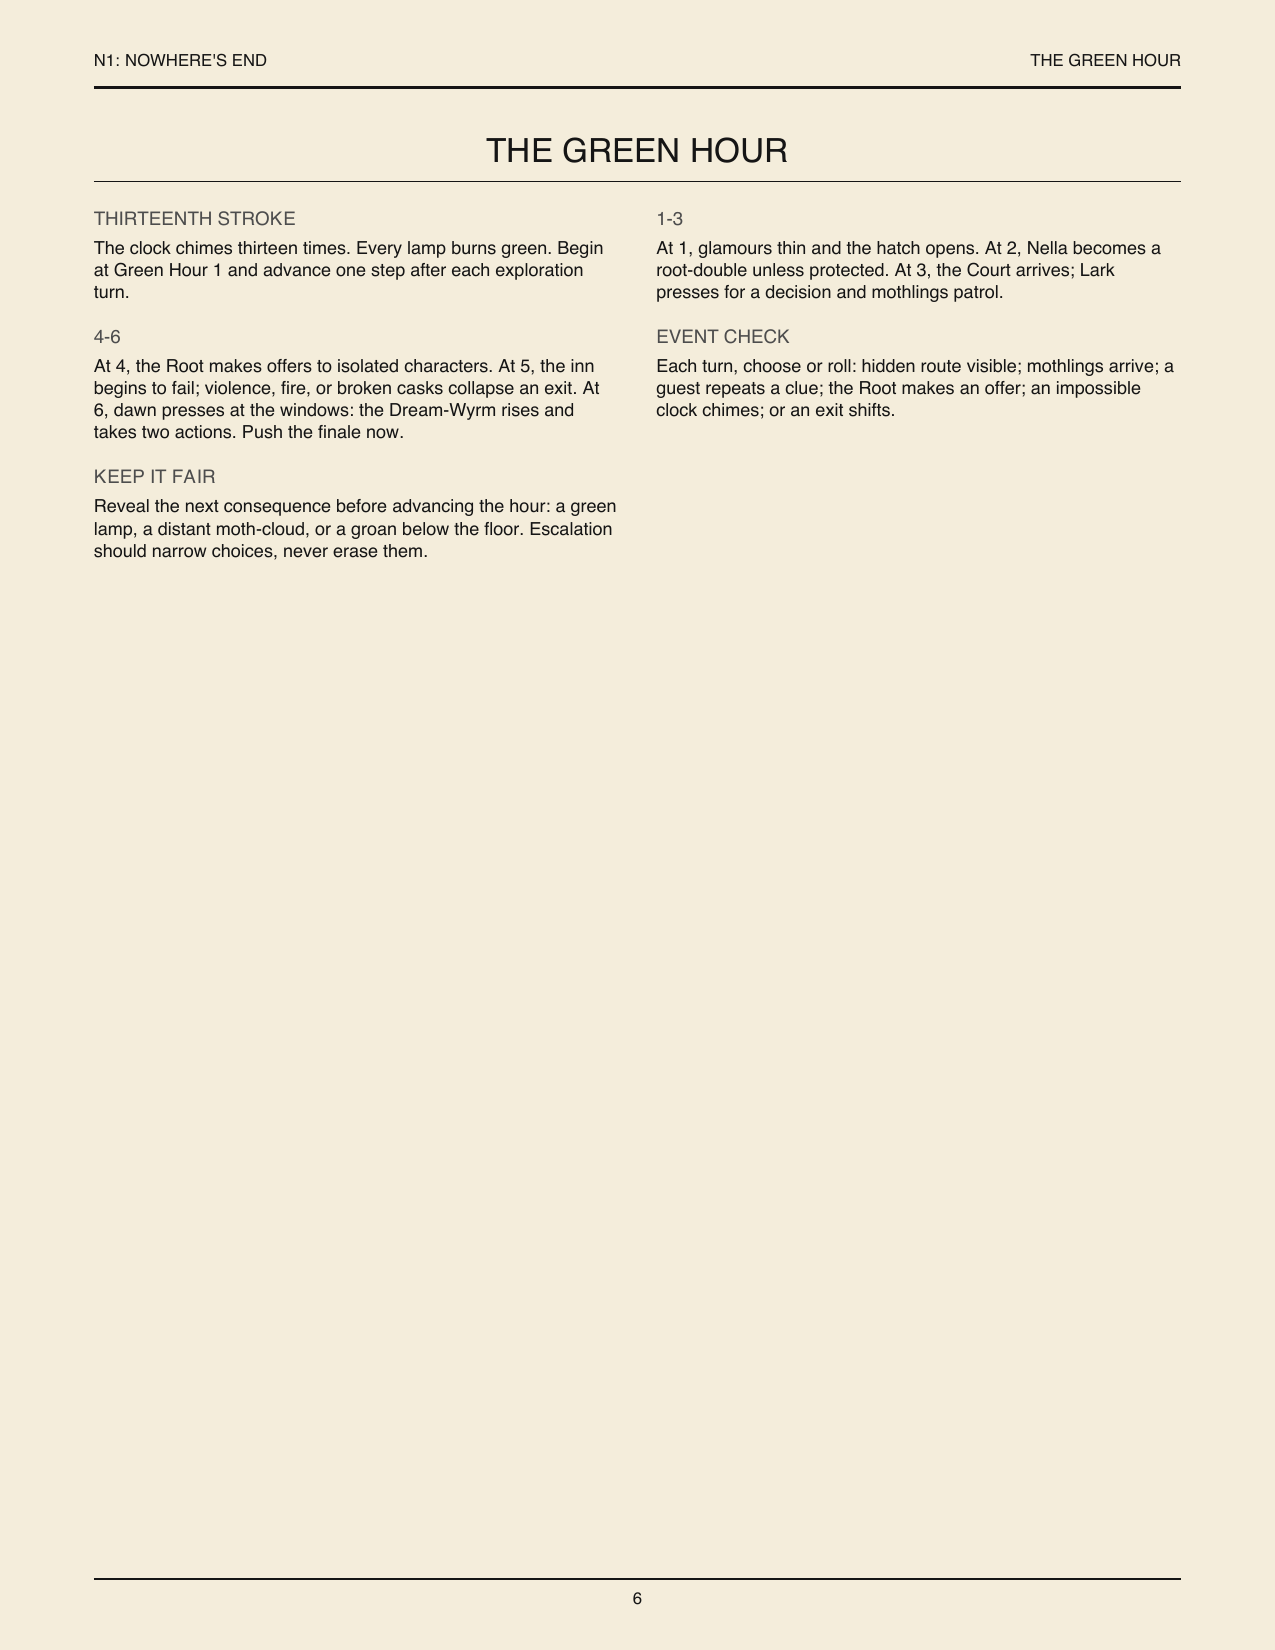 N1: NOWHERE'S END
THE GREEN HOUR
THE GREEN HOUR
THIRTEENTH STROKE
The clock chimes thirteen times. Every lamp burns green. Begin
at Green Hour 1 and advance one step after each exploration
turn.
1-3
At 1, glamours thin and the hatch opens. At 2, Nella becomes a
root-double unless protected. At 3, the Court arrives; Lark
presses for a decision and mothlings patrol.
4-6
At 4, the Root makes offers to isolated characters. At 5, the inn
begins to fail; violence, fire, or broken casks collapse an exit. At
6, dawn presses at the windows: the Dream-Wyrm rises and
takes two actions. Push the finale now.
EVENT CHECK
Each turn, choose or roll: hidden route visible; mothlings arrive; a
guest repeats a clue; the Root makes an offer; an impossible
clock chimes; or an exit shifts.
KEEP IT FAIR
Reveal the next consequence before advancing the hour: a green
lamp, a distant moth-cloud, or a groan below the floor. Escalation
should narrow choices, never erase them.
6